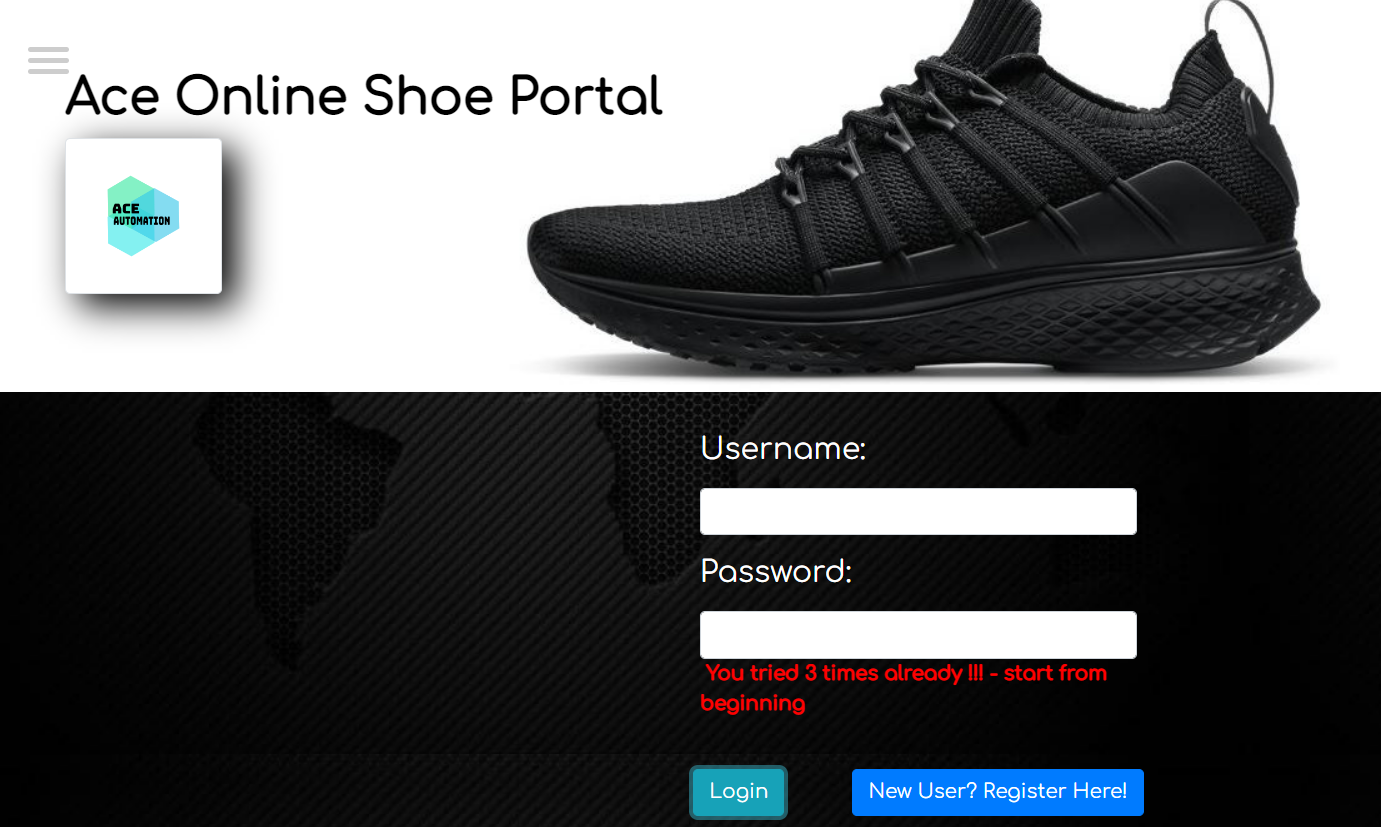 Ace Online Shoe Portal
ACE
AUTOMATION
Username:
Password:
You tried 3 times already !!! - start from
beginning
Login
New User? Register Here!